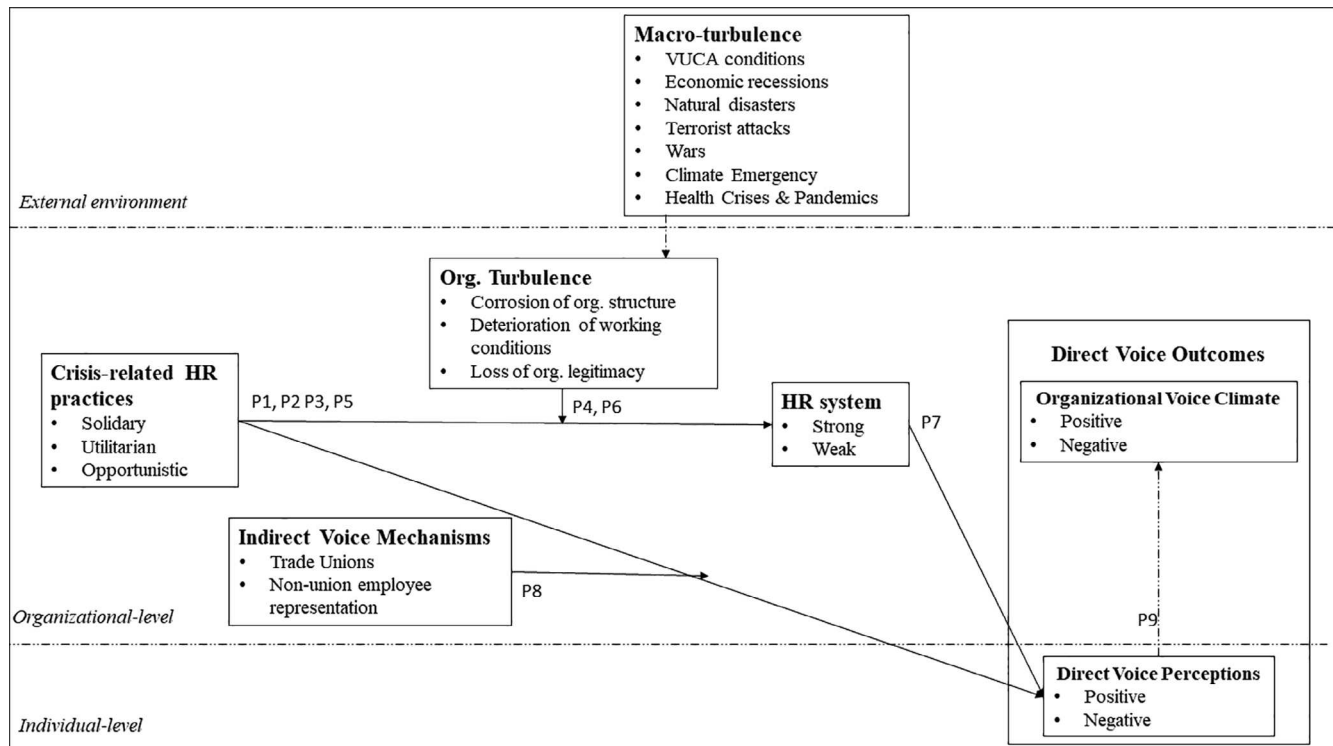 Macro-turbulence
• VUCA conditions
• Economic recessions
• Natural disasters
• Terrorist attacks
• Wars
• Climate Emergency
• Health Crises & Pandemics
External environment
Org. Turbulence
• Corrosion of org. structure
• Deterioration of working
conditions
• Loss of org. legitimacy
Crisis-related HR
practices
• Solidary
• Utilitarian
• Opportunistic
P1, P2 P3, P5
P4, P6
HR system
• Strong
• Weak
P7
Direct Voice Outcomes
Organizational Voice Climate
• Positive
• Negative
Indirect Voice Mechanisms
• Trade Unions
• Non-union employee
representation
P8
P9
Organizational-level
Direct Voice Perceptions
• Positive
• Negative
Individual-level